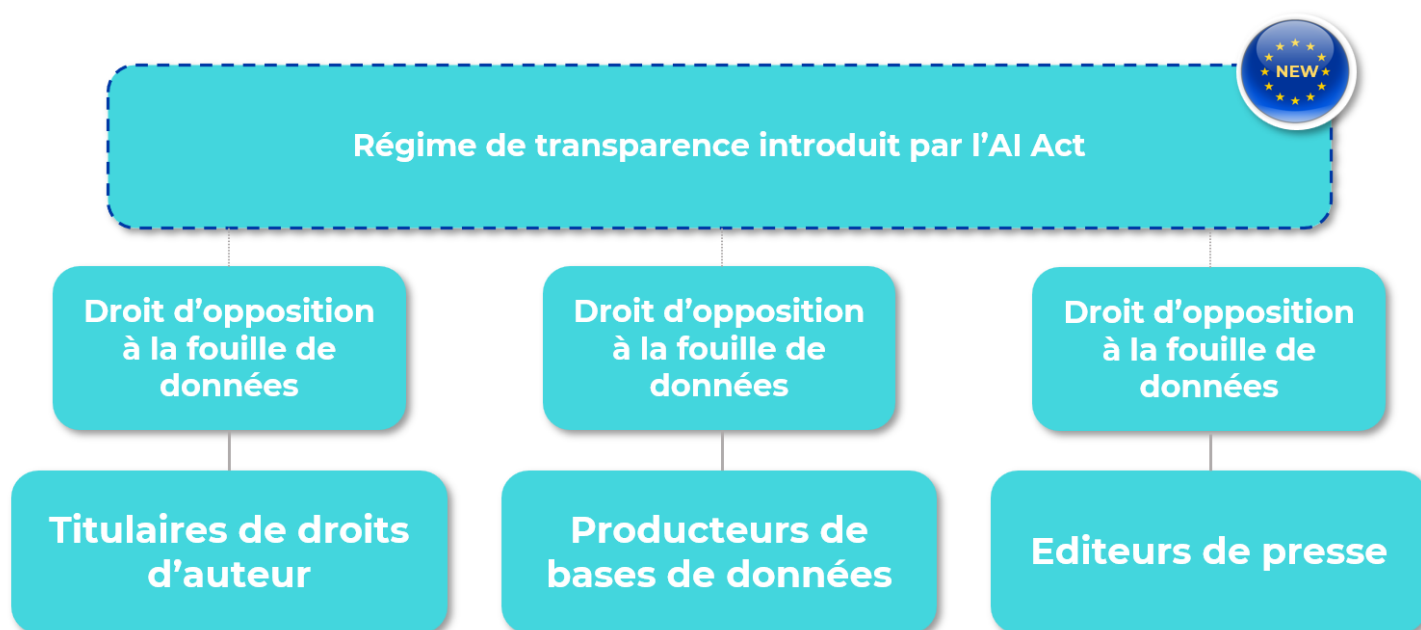 NEW
Régime de transparence introduit par l’AI Act
Droit d’opposition
à la fouille de
données
Droit d’opposition
à la fouille de
données
Droit d’opposition
à la fouille de
données
Titulaires de droits
d’auteur
Producteurs de
bases de données
Editeurs de presse